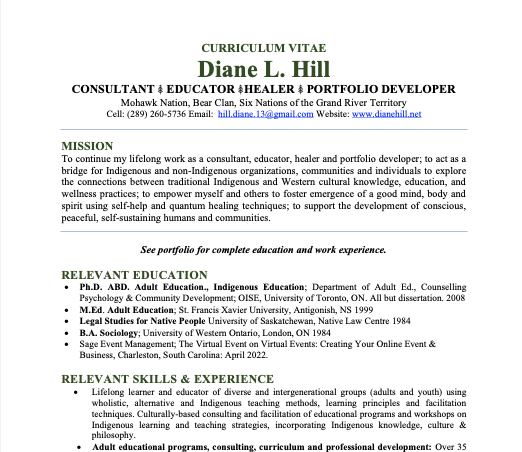 CURRICULUM VITAE
Diane L. Hill
CONSULTANT ⇞ EDUCATOR ⇞HEALER ⇞ PORTFOLIO DEVELOPER
Mohawk Nation, Bear Clan, Six Nations of the Grand River Territory
Cell: (289) 260-5736 Email: hill.diane.13@gmail.com Website: www.dianehill.net
MISSION
To continue my lifelong work as a consultant, educator, healer and portfolio developer; to act as a
bridge for Indigenous and non-Indigenous organizations, communities and individuals to explore
the connections between traditional Indigenous and Western cultural knowledge, education, and
wellness practices; to empower myself and others to foster emergence of a good mind, body and
spirit using self-help and quantum healing techniques; to support the development of conscious,
peaceful, self-sustaining humans and communities.
See portfolio for complete education and work experience.
RELEVANT EDUCATION
• Ph.D. ABD. Adult Education., Indigenous Education; Department of Adult Ed., Counselling
Psychology & Community Development; OISE, University of Toronto, ON. All but dissertation. 2008
• M.Ed. Adult Education; St. Francis Xavier University, Antigonish, NS 1999
• Legal Studies for Native People University of Saskatchewan, Native Law Centre 1984
• B.A. Sociology; University of Western Ontario, London, ON 1984
• Sage Event Management; The Virtual Event on Virtual Events: Creating Your Online Event &
Business, Charleston, South Carolina: April 2022.
RELEVANT SKILLS & EXPERIENCE
• Lifelong learner and educator of diverse and intergenerational groups (adults and youth) using
wholistic, alternative and Indigenous teaching methods, learning principles and facilitation
techniques. Culturally-based consulting and facilitation of educational programs and workshops on
Indigenous learning and teaching strategies, incorporating Indigenous knowledge, culture &
philosophy.
• Adult educational programs, consulting, curriculum and professional development: Over 35